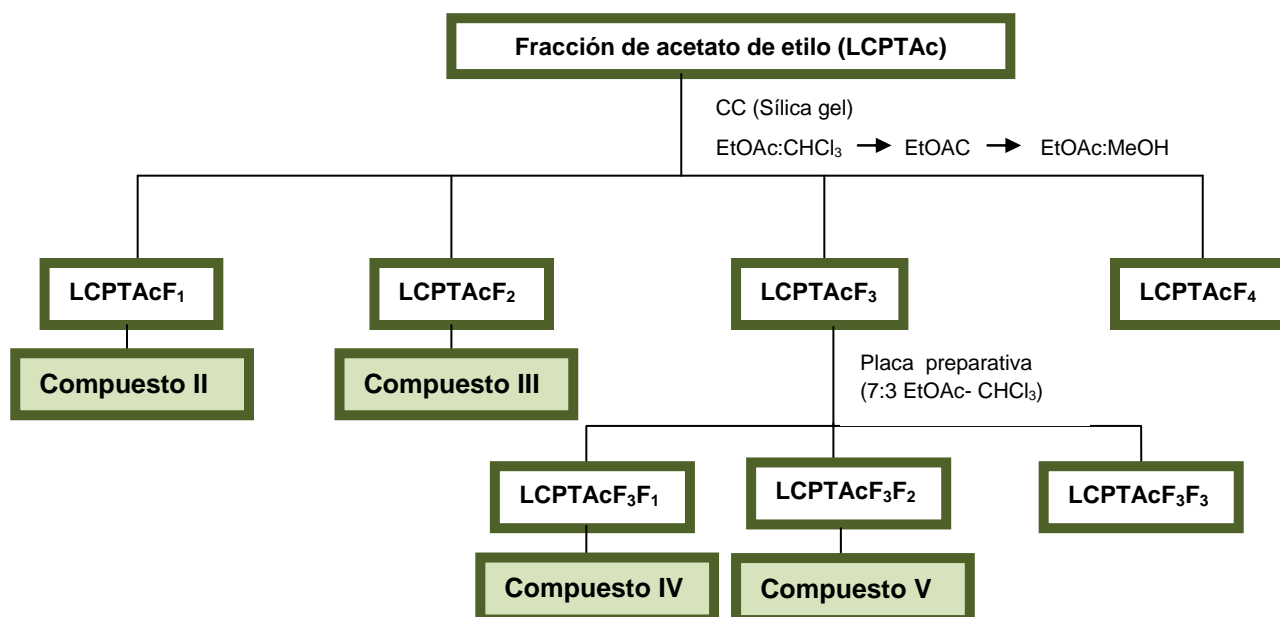 Fracción de acetato de etilo (LCPTAc)
CC (Sílica gel)
EtOAc:CHCl₃ → EtOAC → EtOAc:MeOH
LCPTAcF₁
LCPTAcF₂
LCPTAcF₃
LCPTAcF₄
Compuesto II
Compuesto III
Placa preparativa
(7:3 EtOAc- CHCl₃)
LCPTAcF₃F₁
LCPTAcF₃F₂
LCPTAcF₃F₃
Compuesto IV
Compuesto V